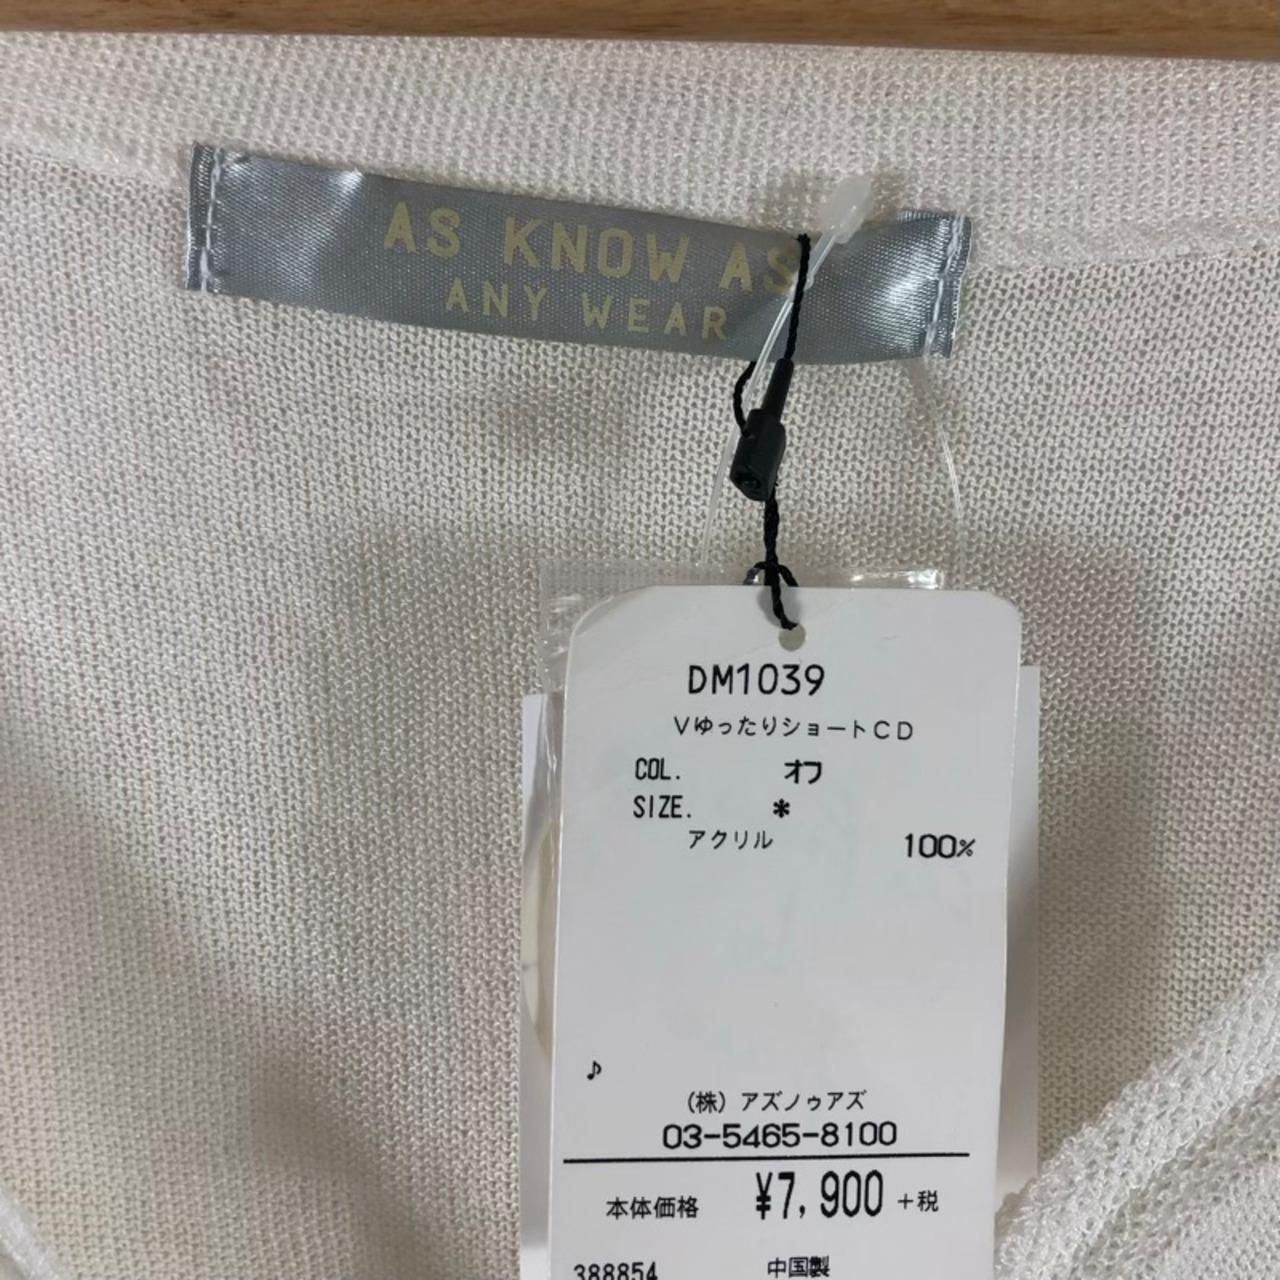 AS KNOW AS
ANY WEAR
DM1039
VゆったりショートCD
COL. オフ
SIZE. *
アクリル 100%
♪
(株) アズノゥアズ
03-5465-8100
本体価格 ¥7,900 +税
388854 中国製